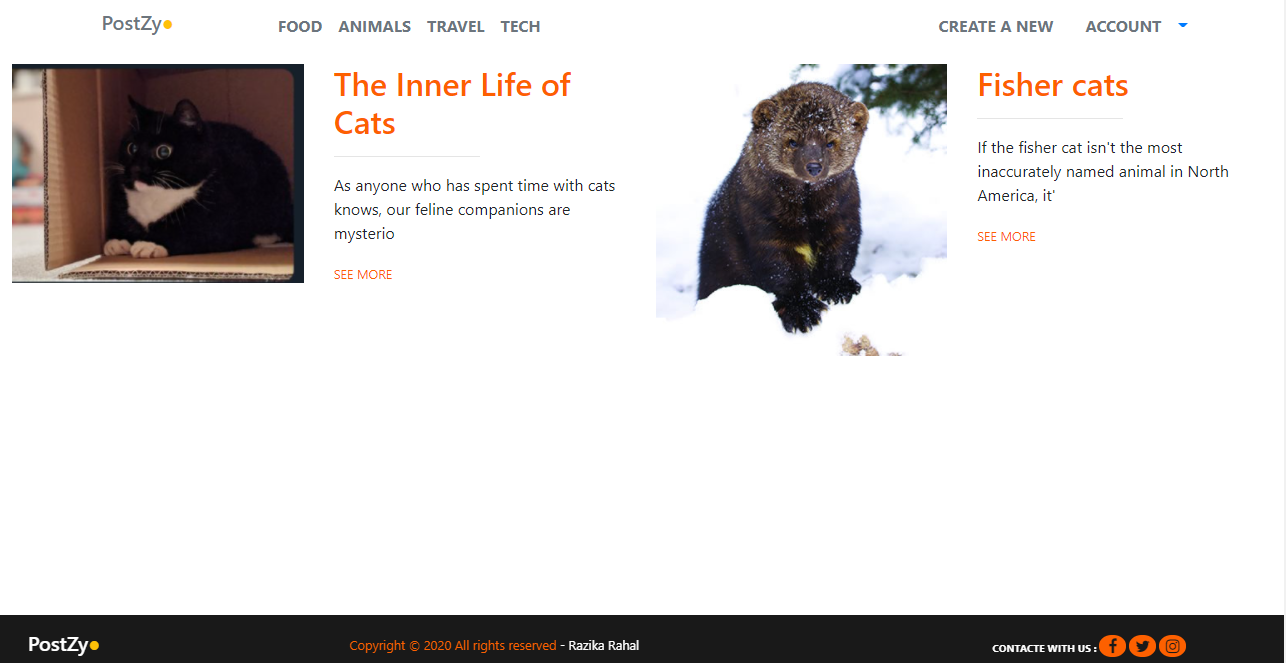 PostZy
FOOD ANIMALS TRAVEL TECH
CREATE A NEW ACCOUNT
The Inner Life of
Cats
As anyone who has spent time with cats
knows, our feline companions are
mysterio
SEE MORE
Fisher cats
If the fisher cat isn't the most
inaccurately named animal in North
America, it'
SEE MORE
PostZy
Copyright © 2020 All rights reserved - Razika Rahal
CONTACTE WITH US :